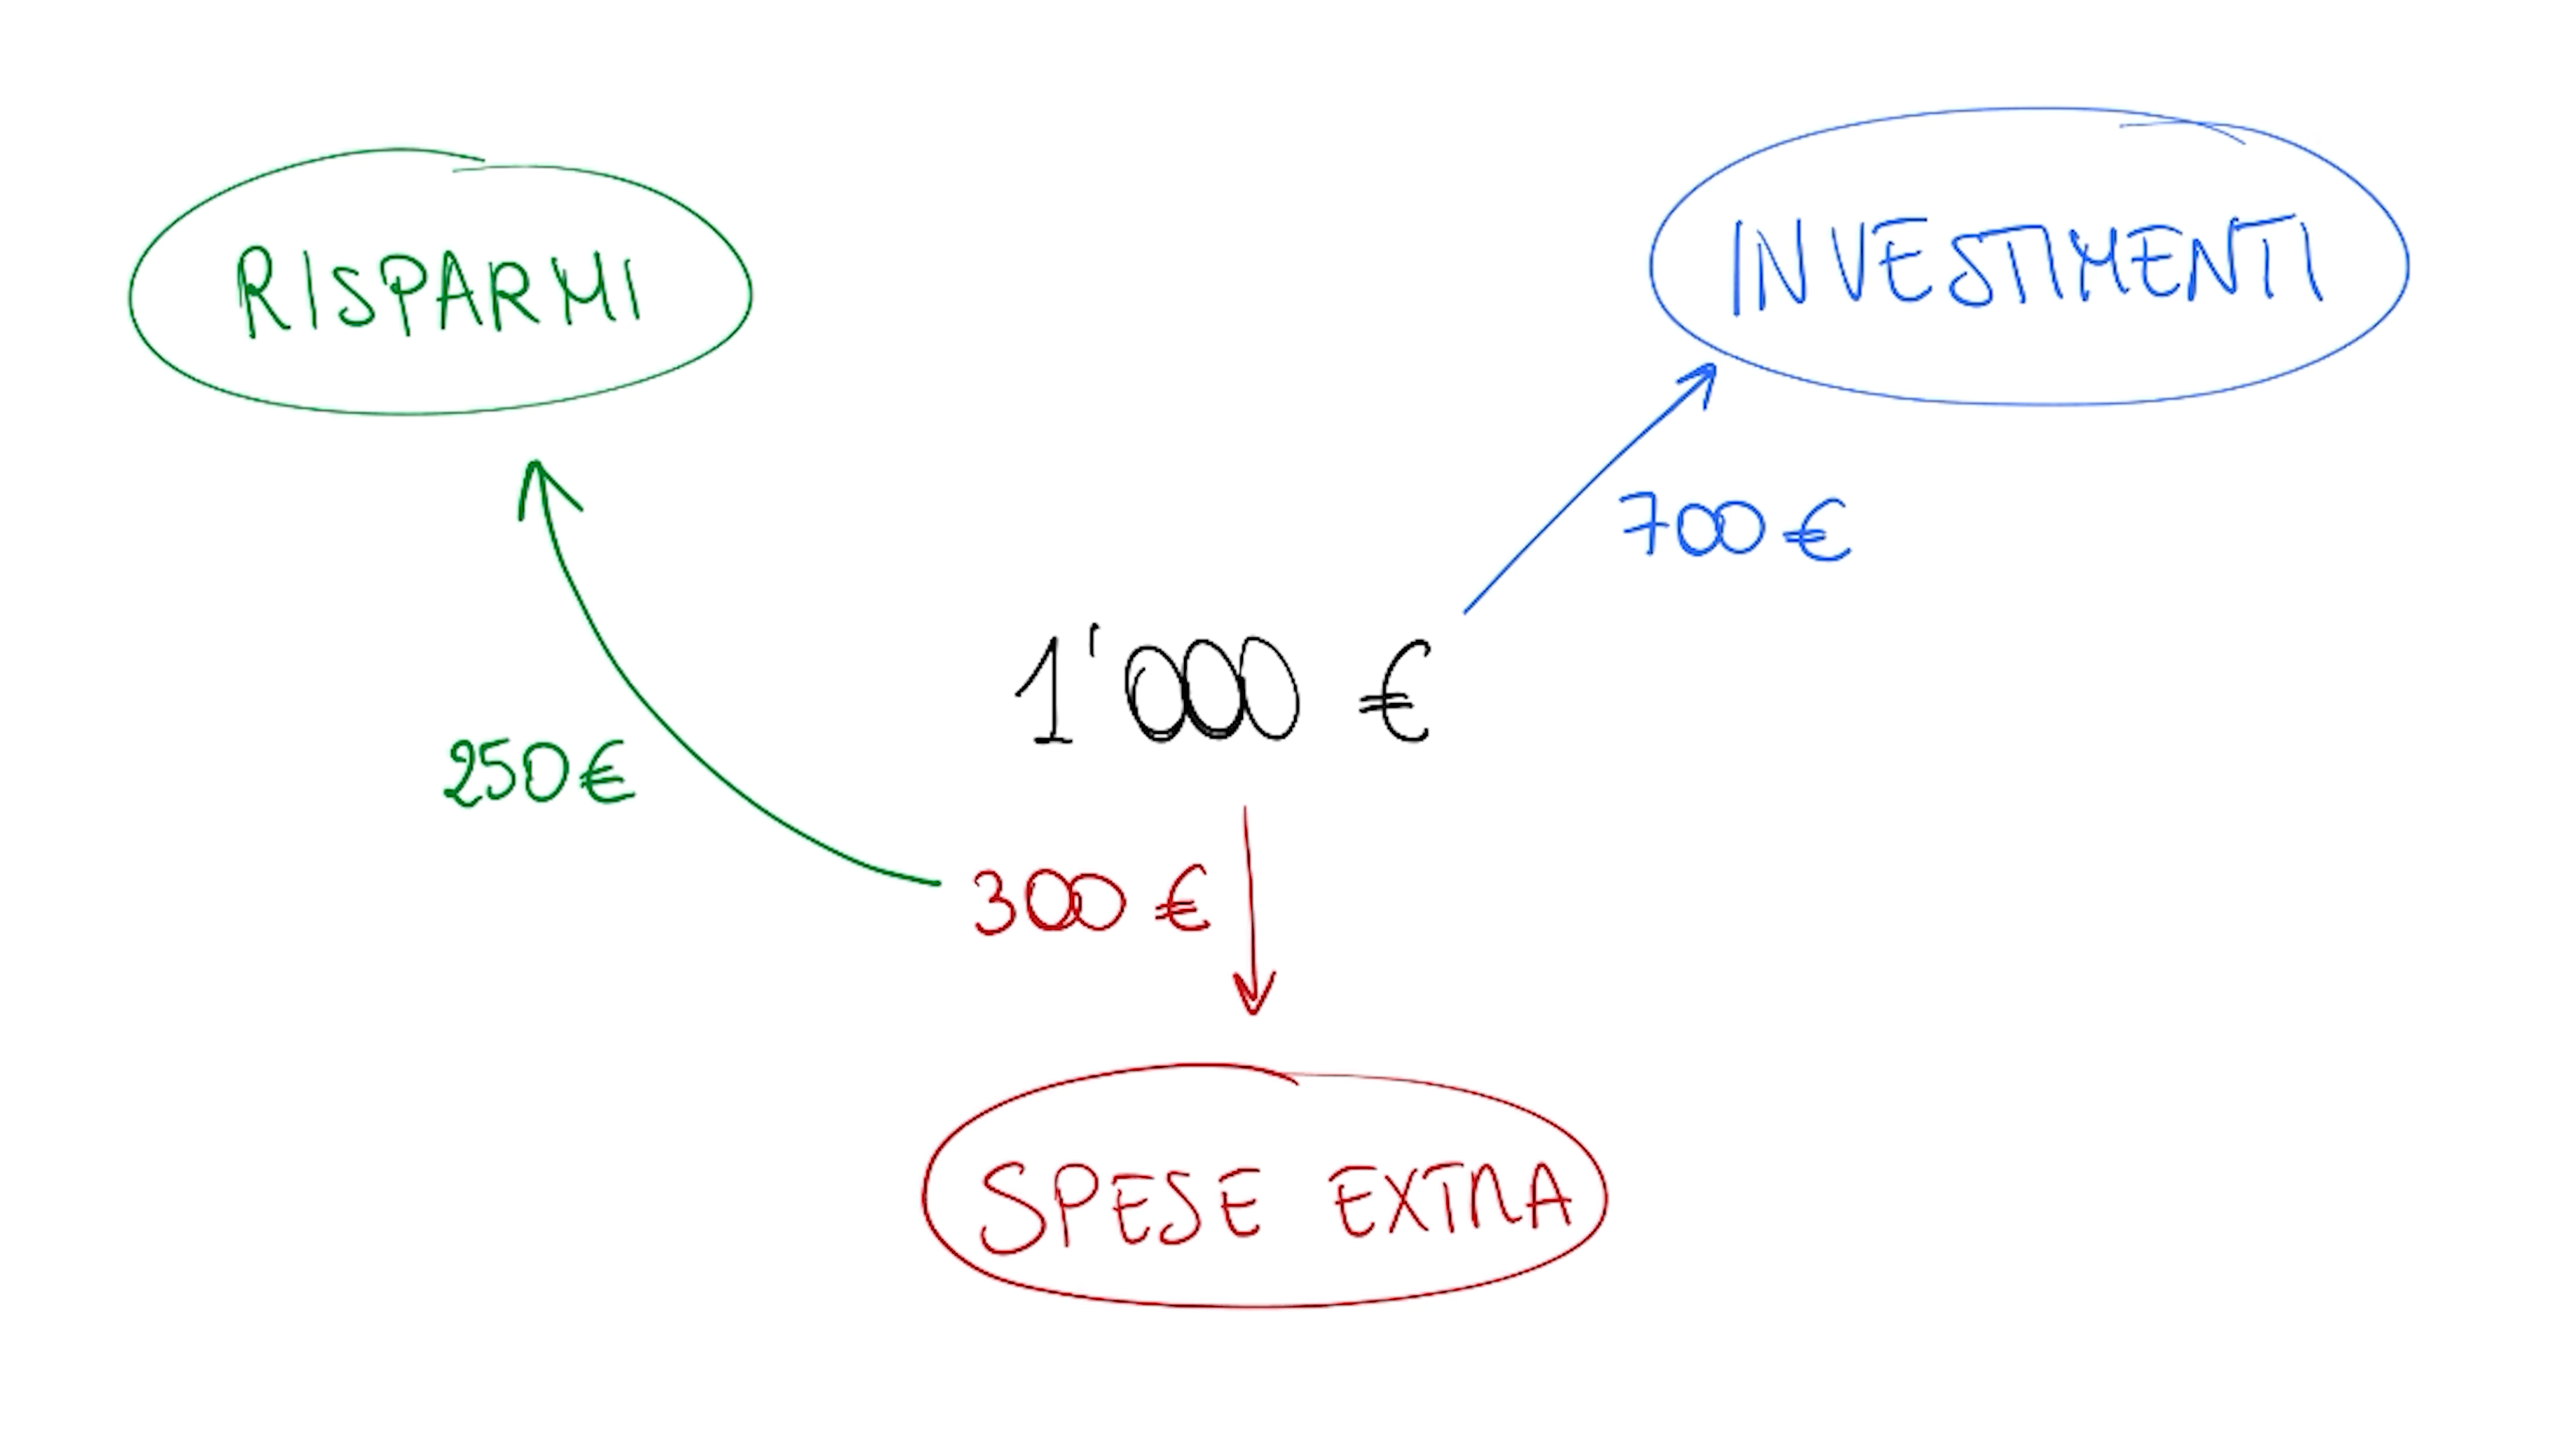 RISPARMI
INVESTIMENTI
700 €
1'000 €
250 €
300 €
SPESE EXTRA